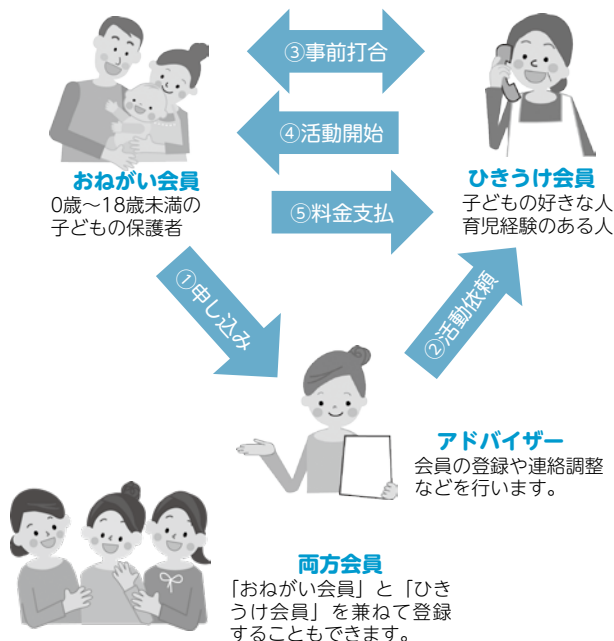 ③事前打合
④活動開始
おねがい会員
0歳〜18歳未満の
子どもの保護者
ひきうけ会員
子どもの好きな人
育児経験のある人
⑤料金支払
①申し込み
②活動依頼
アドバイザー
会員の登録や連絡調整
などを行います。
両方会員
「おねがい会員」と「ひき
うけ会員」を兼ねて登録
することもできます。